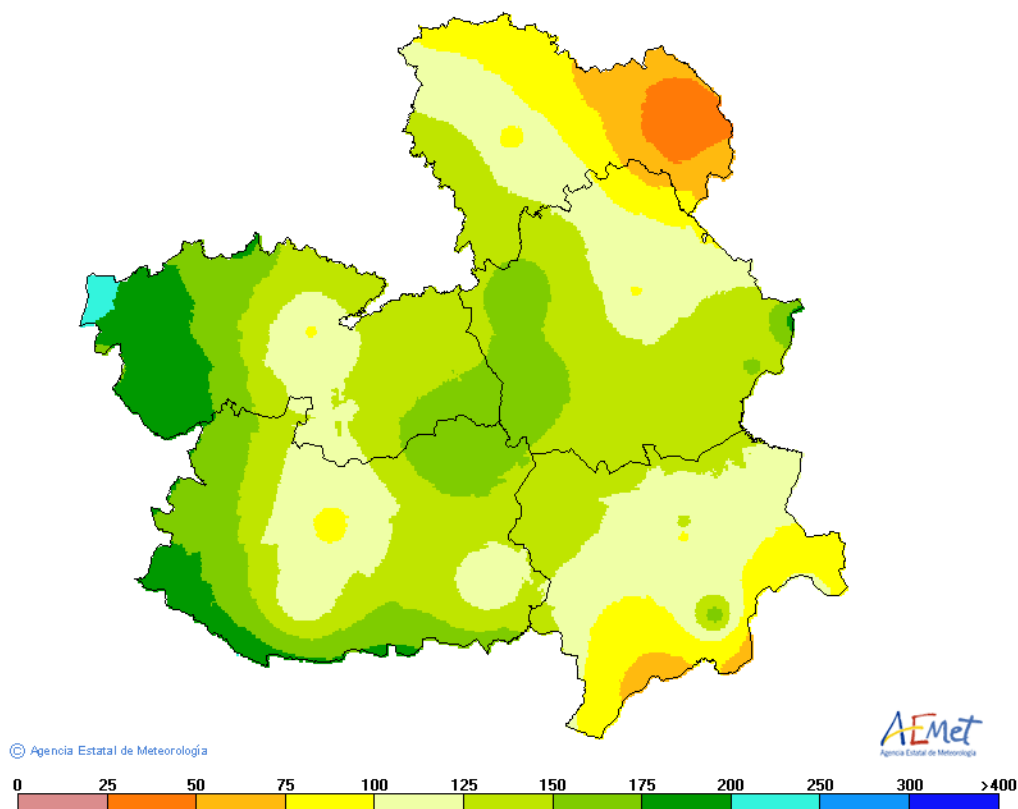 AEMet
Agencia Estatal de Meteorología
© Agencia Estatal de Meteorología
0 25 50 75 100 125 150 175 200 250 300 >400